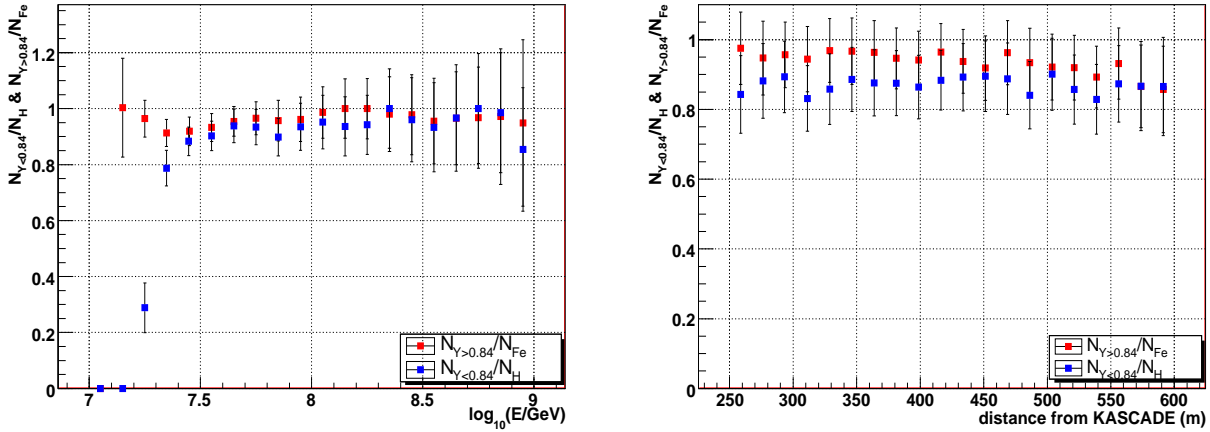 N_{Y<0.84}/N_H & N_{Y>0.84}/N_{Fe}
1.2
1
0.8
0.6
0.4
0.2
0
7 7.5 8 8.5 9
log_{10}(E/GeV)
N_{Y>0.84}/N_{Fe}
N_{Y<0.84}/N_H
N_{Y<0.84}/N_H & N_{Y>0.84}/N_{Fe}
1
0.8
0.6
0.4
0.2
0
250 300 350 400 450 500 550 600
distance from KASCADE (m)
N_{Y>0.84}/N_{Fe}
N_{Y<0.84}/N_H